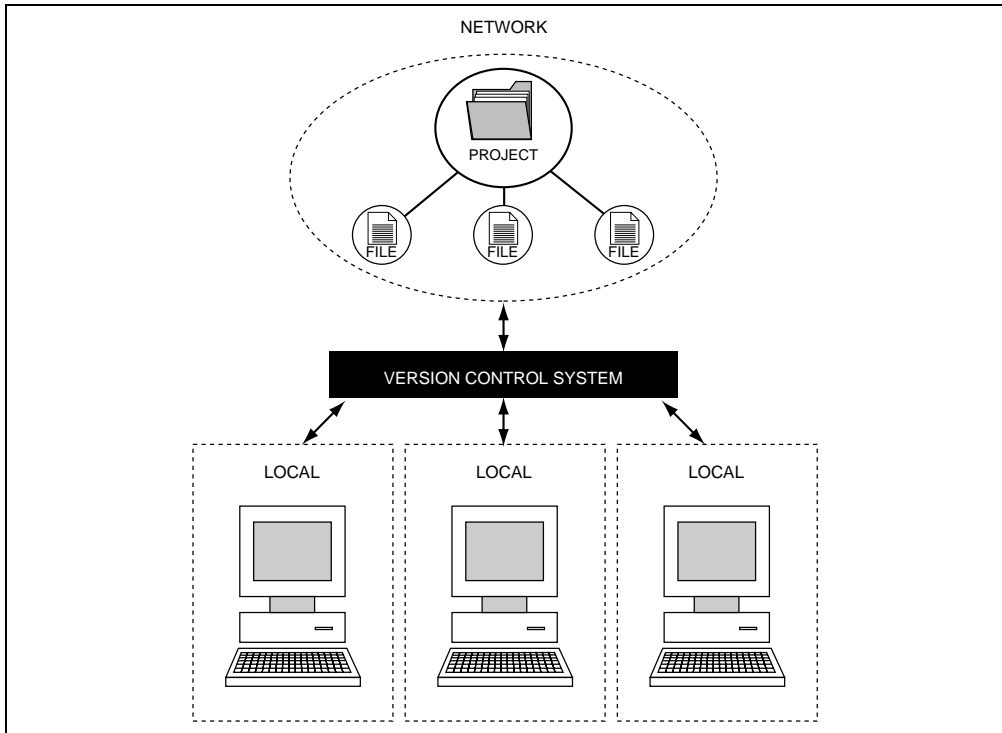 NETWORK
PROJECT
FILE
FILE
FILE
VERSION CONTROL SYSTEM
LOCAL
LOCAL
LOCAL